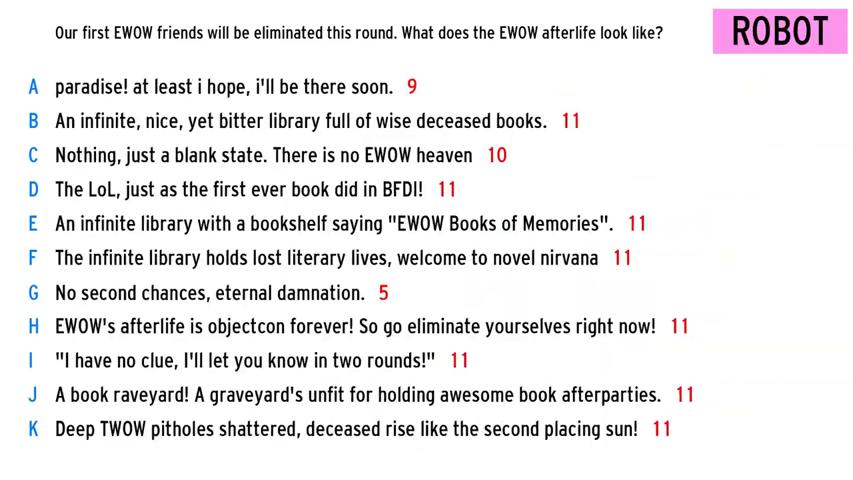 Our first EWOW friends will be eliminated this round. What does the EWOW afterlife look like?
ROBOT
A paradise! at least i hope, i'll be there soon. 9
B An infinite, nice, yet bitter library full of wise deceased books. 11
C Nothing, just a blank state. There is no EWOW heaven 10
D The LoL, just as the first ever book did in BFDI! 11
E An infinite library with a bookshelf saying "EWOW Books of Memories". 11
F The infinite library holds lost literary lives, welcome to novel nirvana 11
G No second chances, eternal damnation. 5
H EWOW's afterlife is objectcon forever! So go eliminate yourselves right now! 11
I "I have no clue, I'll let you know in two rounds!" 11
J A book raveyard! A graveyard's unfit for holding awesome book afterparties. 11
K Deep TWOW pitholes shattered, deceased rise like the second placing sun! 11